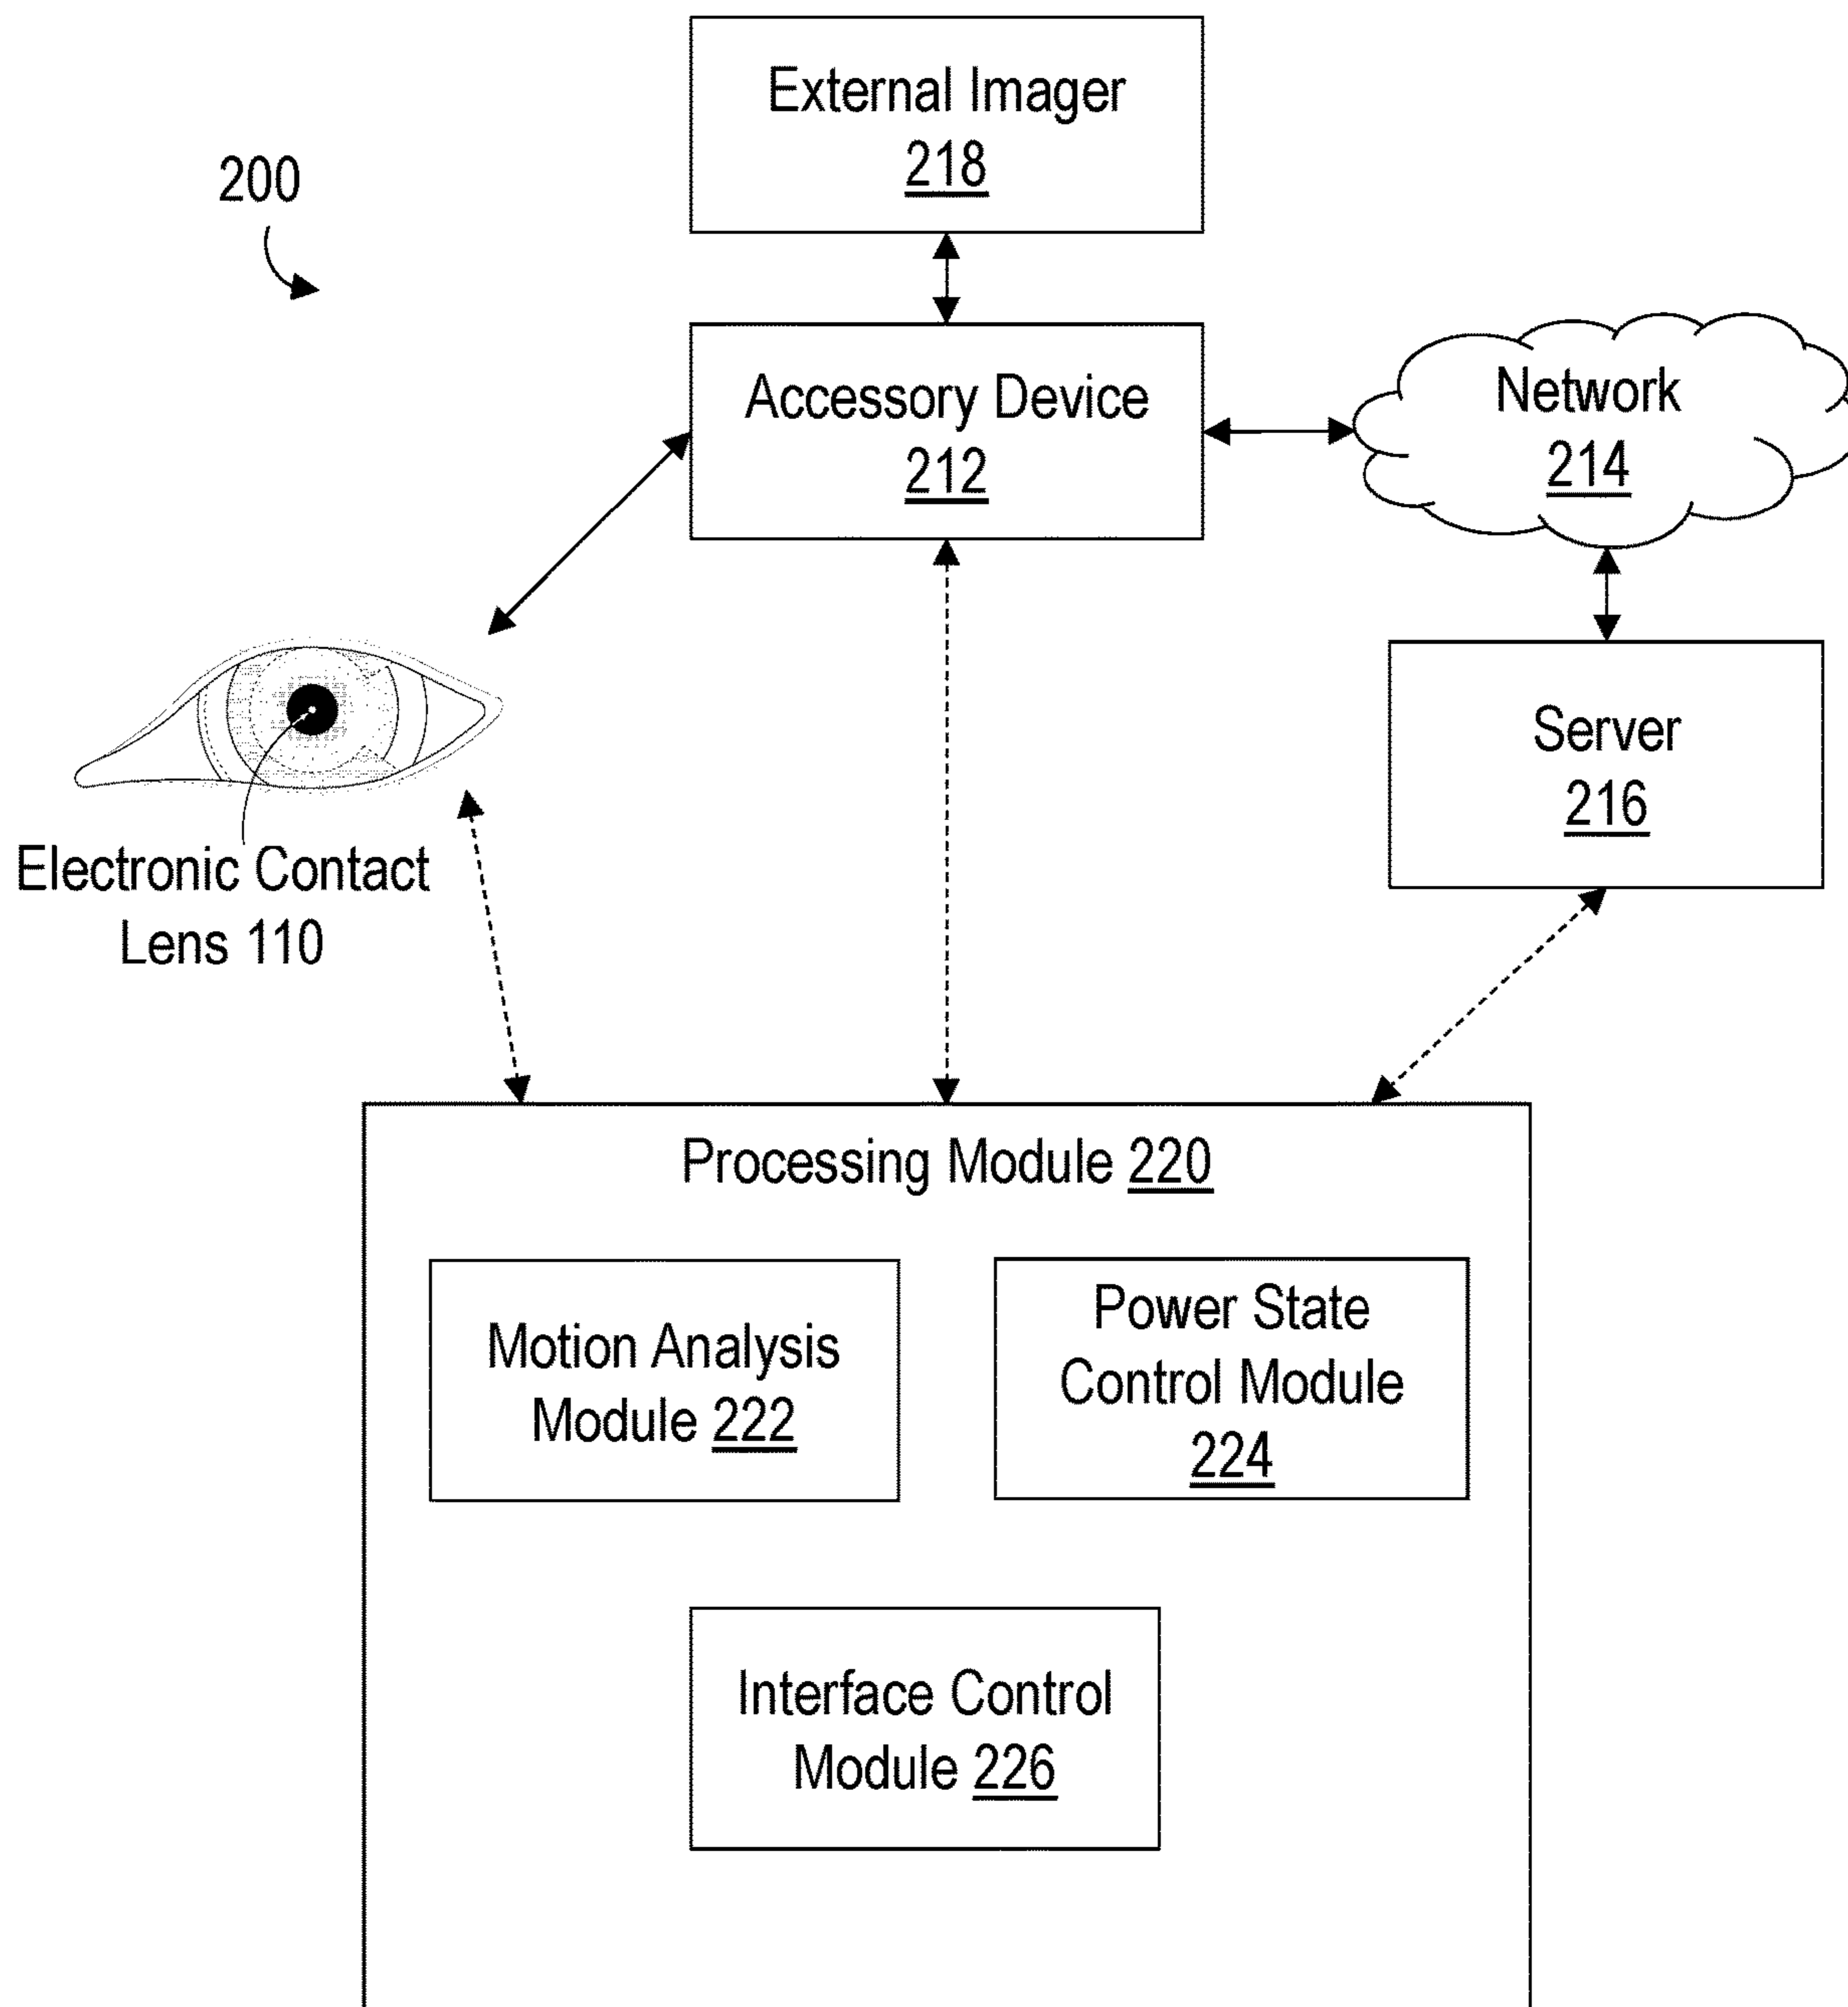 External Imager
218
200
Accessory Device
212
Network
214
Server
216
Electronic Contact
Lens 110
Processing Module 220
Motion Analysis
Module 222
Power State
Control Module
224
Interface Control
Module 226